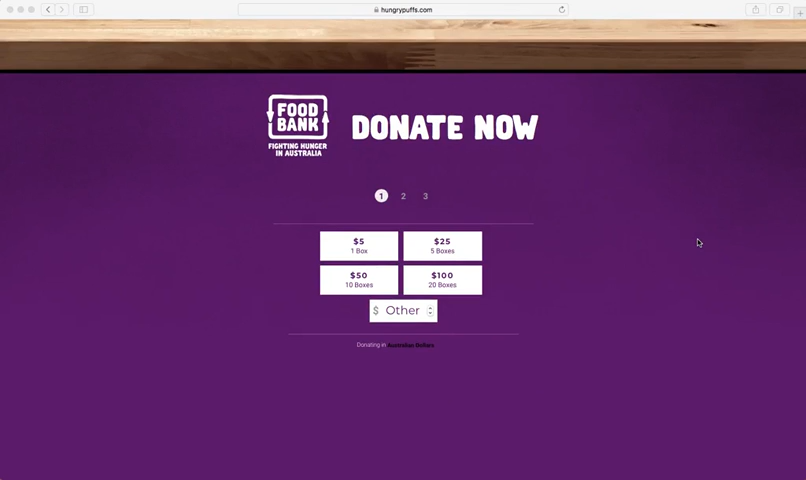 hungrypuffs.com
FOOD
BANK
FIGHTING HUNGER
IN AUSTRALIA
DONATE NOW
1 2 3
$5
1 Box
$25
5 Boxes
$50
10 Boxes
$100
20 Boxes
$ Other
Donating in Australian Dollars